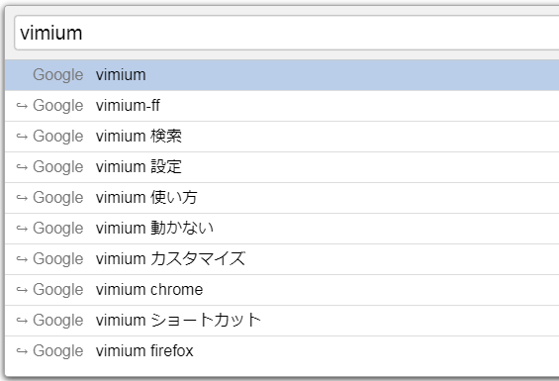 vimium
Google vimium
↪ Google vimium-ff
↪ Google vimium 検索
↪ Google vimium 設定
↪ Google vimium 使い方
↪ Google vimium 動かない
↪ Google vimium カスタマイズ
↪ Google vimium chrome
↪ Google vimium ショートカット
↪ Google vimium firefox